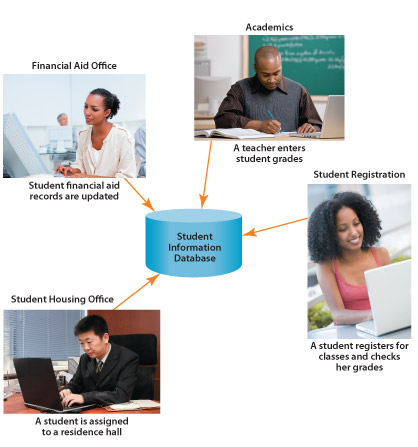 Academics
Financial Aid Office
A teacher enters
student grades
Student Registration
Student financial aid
records are updated
Student
Information
Database
Student Housing Office
A student registers for
classes and checks
her grades
A student is assigned
to a residence hall